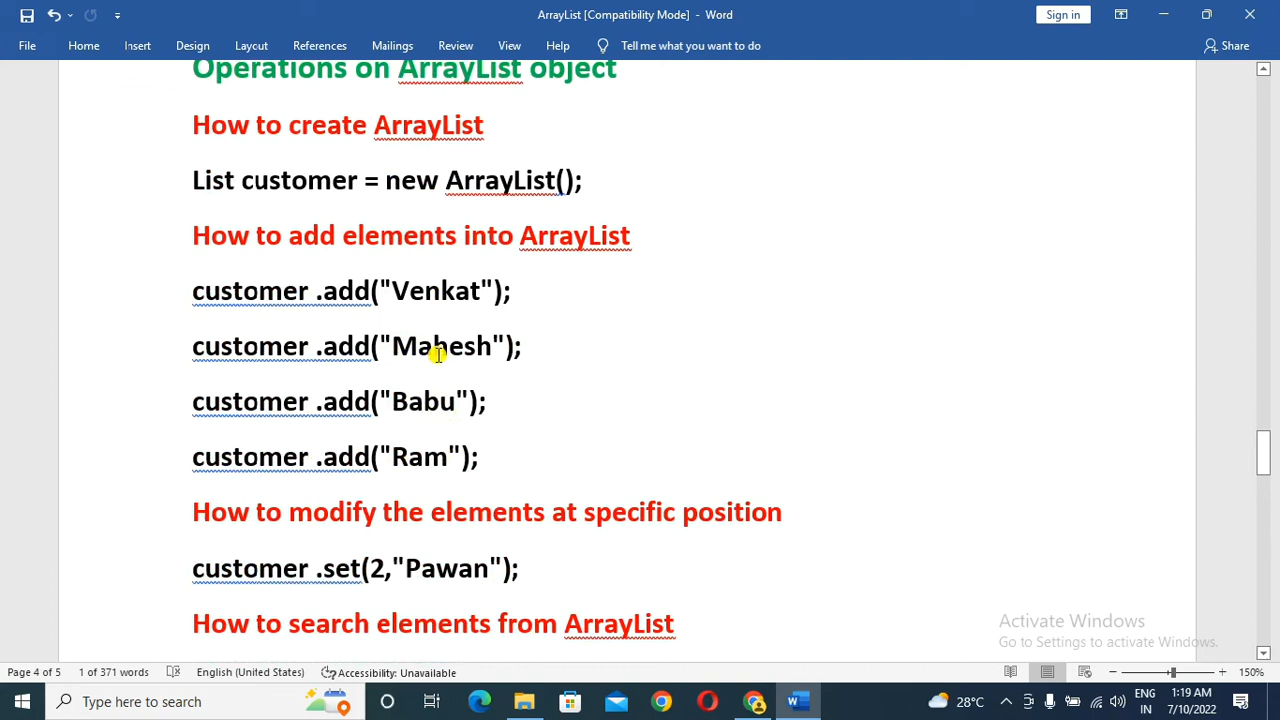 ArrayList [Compatibility Mode] - Word
Sign in
File Home Insert Design Layout References Mailings Review View Help Tell me what you want to do Share
Operations on ArrayList object
How to create ArrayList
List customer = new ArrayList();
How to add elements into ArrayList
customer .add("Venkat");
customer .add("Mahesh");
customer .add("Babu");
customer .add("Ram");
How to modify the elements at specific position
customer .set(2,"Pawan");
How to search elements from ArrayList
Activate Windows
Go to Settings to activate Windows.
Page 4 of 5 1 of 371 words English (United States) Accessibility: Unavailable 150%
Type here to search
28°C
ENG
IN
1:19 AM
7/10/2022